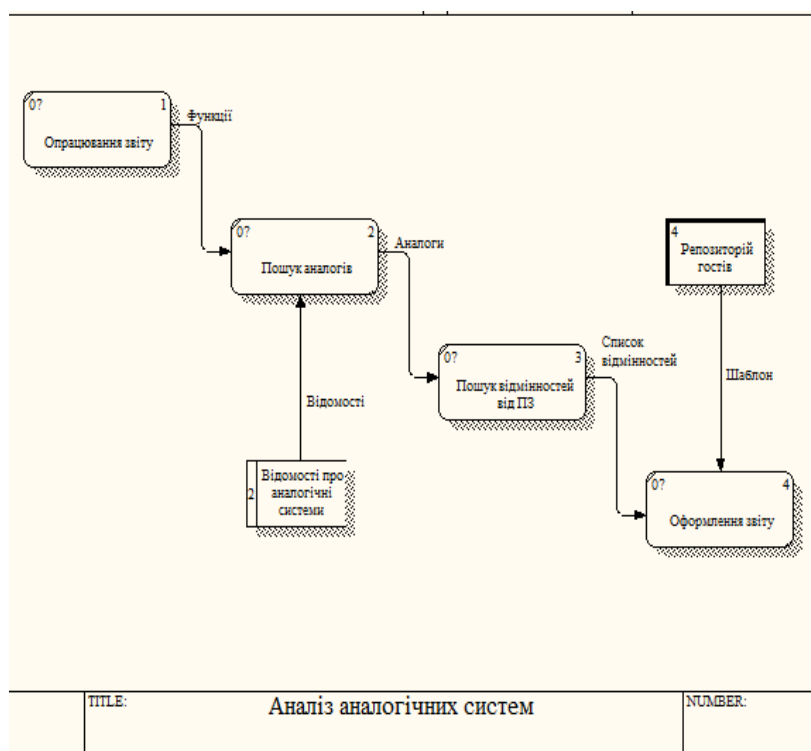 0? 1
Опрацювання звіту
Функції
0? 2
Пошук аналогів
Аналоги
4
Репозиторій
гостів
0? 3
Пошук відмінностей
від ПЗ
Список
відмінностей
Шаблон
Відомості
2
Відомості про
аналогічні
системи
0? 4
Оформлення звіту
TITLE:
Аналіз аналогічних систем
NUMBER: